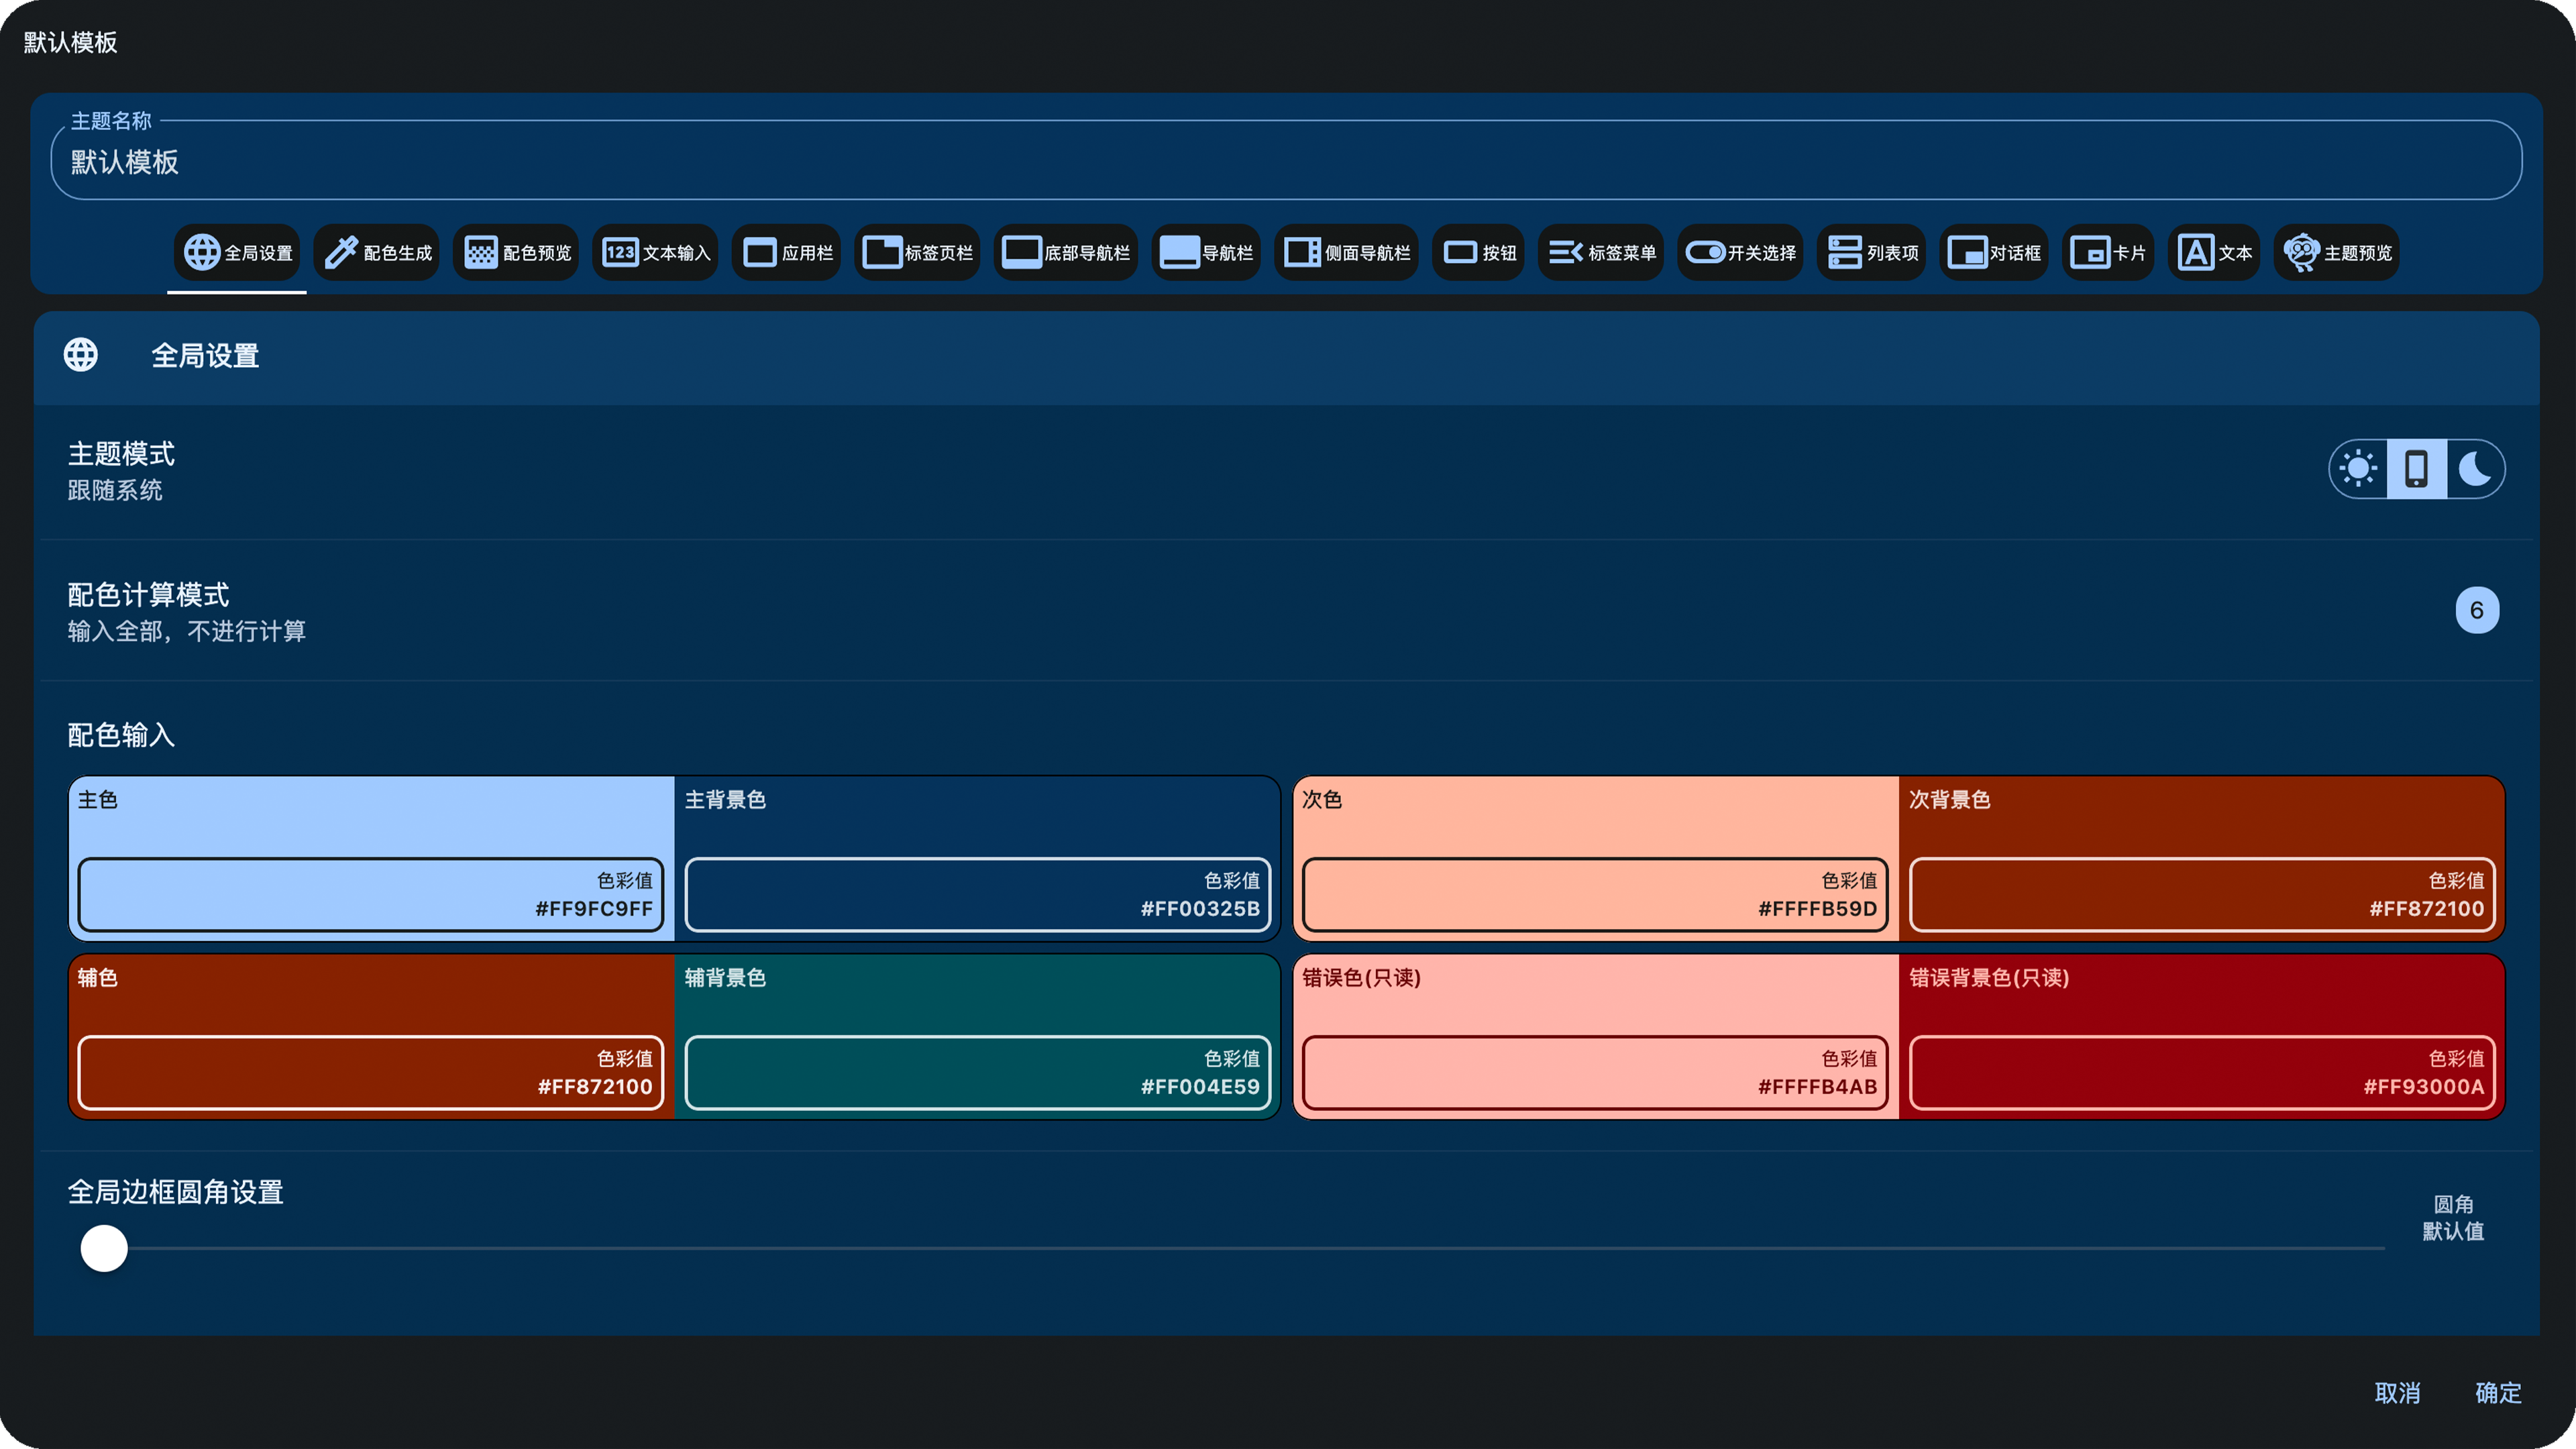 默认模板
主题名称
默认模板
全局设置
配色生成
配色预览
123 文本输入
应用栏
标签页栏
底部导航栏
导航栏
侧面导航栏
按钮
标签菜单
开关选择
列表项
对话框
卡片
A 文本
主题预览
全局设置
主题模式
跟随系统
配色计算模式
输入全部，不进行计算
6
配色输入
主色
色彩值
#FF9FC9FF
主背景色
色彩值
#FF00325B
次色
色彩值
#FFFFB59D
次背景色
色彩值
#FF872100
辅色
色彩值
#FF872100
辅背景色
色彩值
#FF004E59
错误色(只读)
色彩值
#FFFFB4AB
错误背景色(只读)
色彩值
#FF93000A
全局边框圆角设置
圆角
默认值
取消
确定